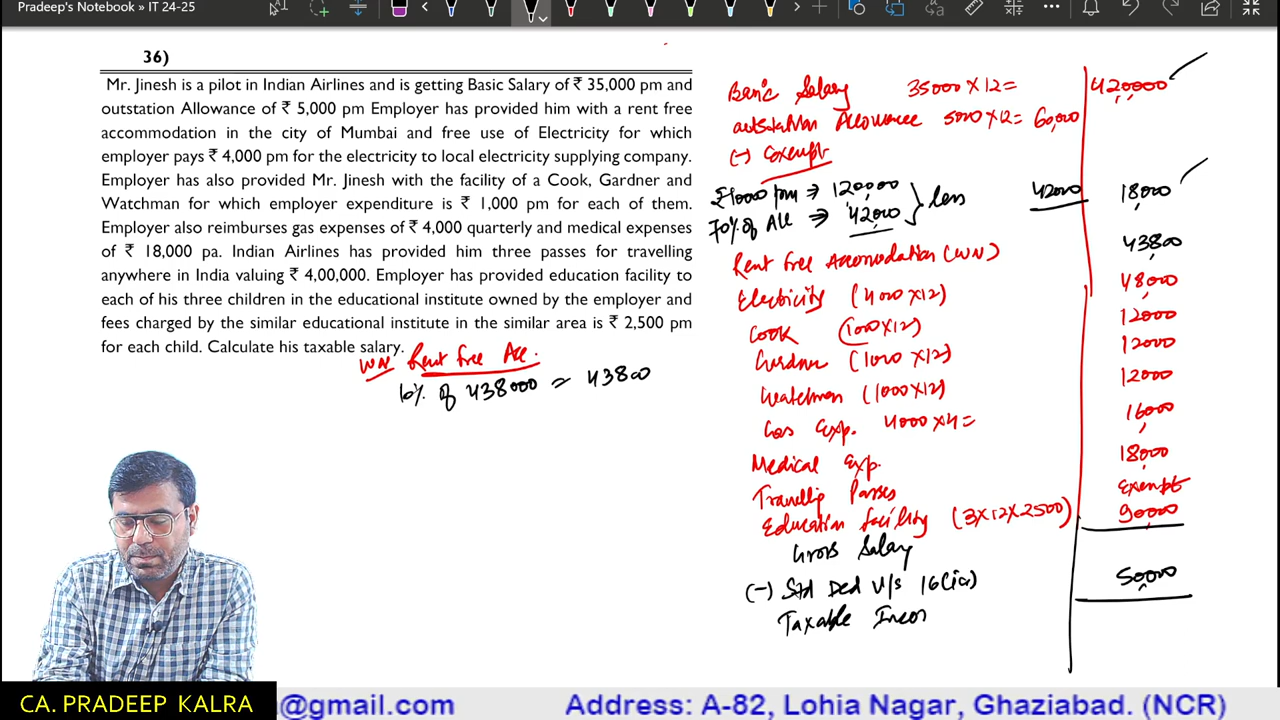 Pradeep's Notebook » IT 24-25
36)
Mr. Jinesh is a pilot in Indian Airlines and is getting Basic Salary of ₹ 35,000 pm and
outstation Allowance of ₹ 5,000 pm Employer has provided him with a rent free
accommodation in the city of Mumbai and free use of Electricity for which
employer pays ₹ 4,000 pm for the electricity to local electricity supplying company.
Employer has also provided Mr. Jinesh with the facility of a Cook, Gardner and
Watchman for which employer expenditure is ₹ 1,000 pm for each of them.
Employer also reimburses gas expenses of ₹ 4,000 quarterly and medical expenses
of ₹ 18,000 pa. Indian Airlines has provided him three passes for travelling
anywhere in India valuing ₹ 4,00,000. Employer has provided education facility to
each of his three children in the educational institute owned by the employer and
fees charged by the similar educational institute in the similar area is ₹ 2,500 pm
for each child. Calculate his taxable salary.
WN Rent Free Acc.
10% of 438000 = 43800
Basic Salary 35000×12= 420000
outstation Allowance 5000×12= 60,000
(-) Exempt
₹10000 pm ⇒ 120000
70% of All ⇒ 42,000 } less 42000 18000
Rent Free Accomodation (WN) 43800
Electricity (4000×12) 48000
Cook (1000×12) 12000
Gardner (1000×12) 12000
Watchman (1000×12) 12000
Gas Exp. 4000×4= 16000
Medical Exp. 18000
Travellig Passes Exempt
Education facility (3×12×2500) 90000
Gross Salary
(-) Std Ded U/s 16(ia) 50000
Taxable Incom
CA. PRADEEP KALRA
@gmail.com Address: A-82, Lohia Nagar, Ghaziabad. (NCR)